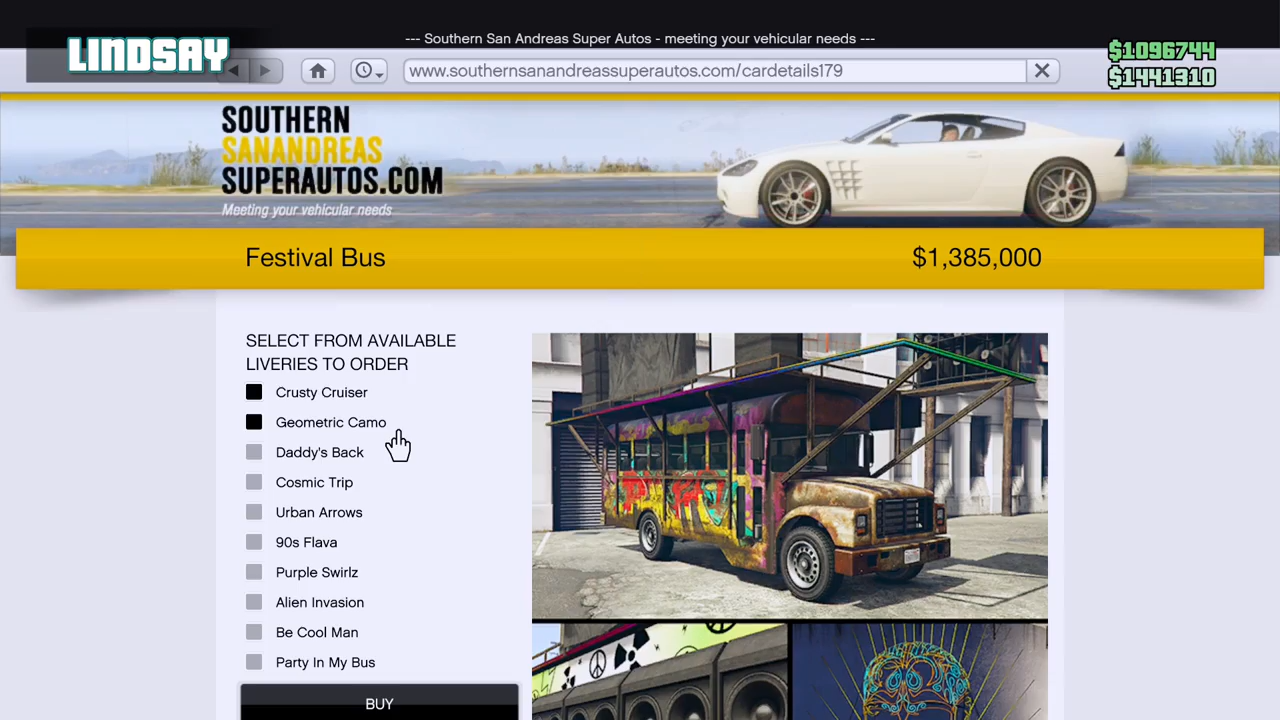 --- Southern San Andreas Super Autos - meeting your vehicular needs ---
LINDSAY
$1096744
$1441310
www.southernsanandreassuperautos.com/cardetails179
SOUTHERN
SANANDREAS
SUPERAUTOS.COM
Meeting your vehicular needs
Festival Bus
$1,385,000
SELECT FROM AVAILABLE
LIVERIES TO ORDER
Crusty Cruiser
Geometric Camo
Daddy's Back
Cosmic Trip
Urban Arrows
90s Flava
Purple Swirlz
Alien Invasion
Be Cool Man
Party In My Bus
BUY